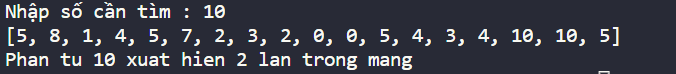 Nhập số cần tìm : 10
[5, 8, 1, 4, 5, 7, 2, 3, 2, 0, 0, 5, 4, 3, 4, 10, 10, 5]
Phan tu 10 xuat hien 2 lan trong mang